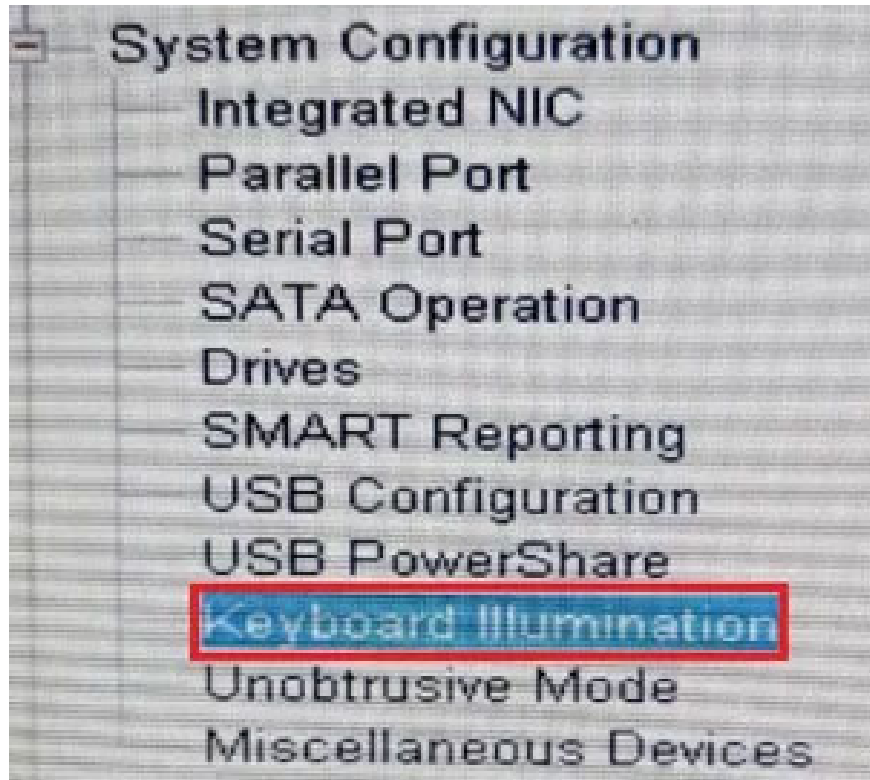 System Configuration
Integrated NIC
Parallel Port
Serial Port
SATA Operation
Drives
SMART Reporting
USB Configuration
USB PowerShare
Keyboard Illumination
Unobtrusive Mode
Miscellaneous Devices